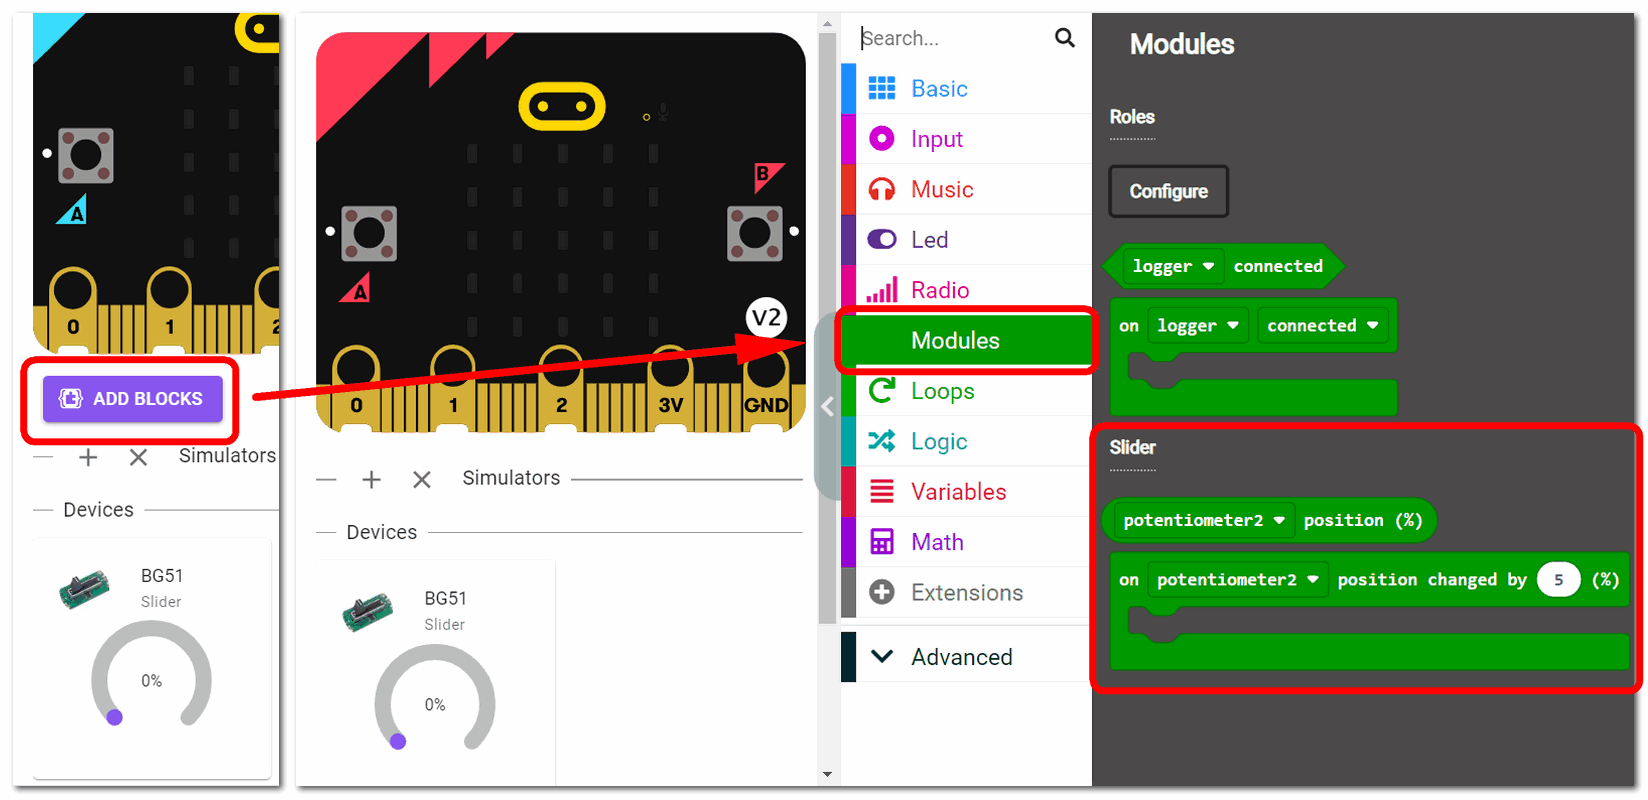 A
0 1 2
ADD BLOCKS
Simulators
Devices
BG51
Slider
0%
B
A
V2
0 1 2 3V GND
Simulators
Devices
BG51
Slider
0%
Search...
Basic
Input
Music
Led
Radio
Modules
Loops
Logic
Variables
Math
Extensions
Advanced
Modules
Roles
Configure
logger connected
on logger connected
Slider
potentiometer2 position (%)
on potentiometer2 position changed by 5 (%)